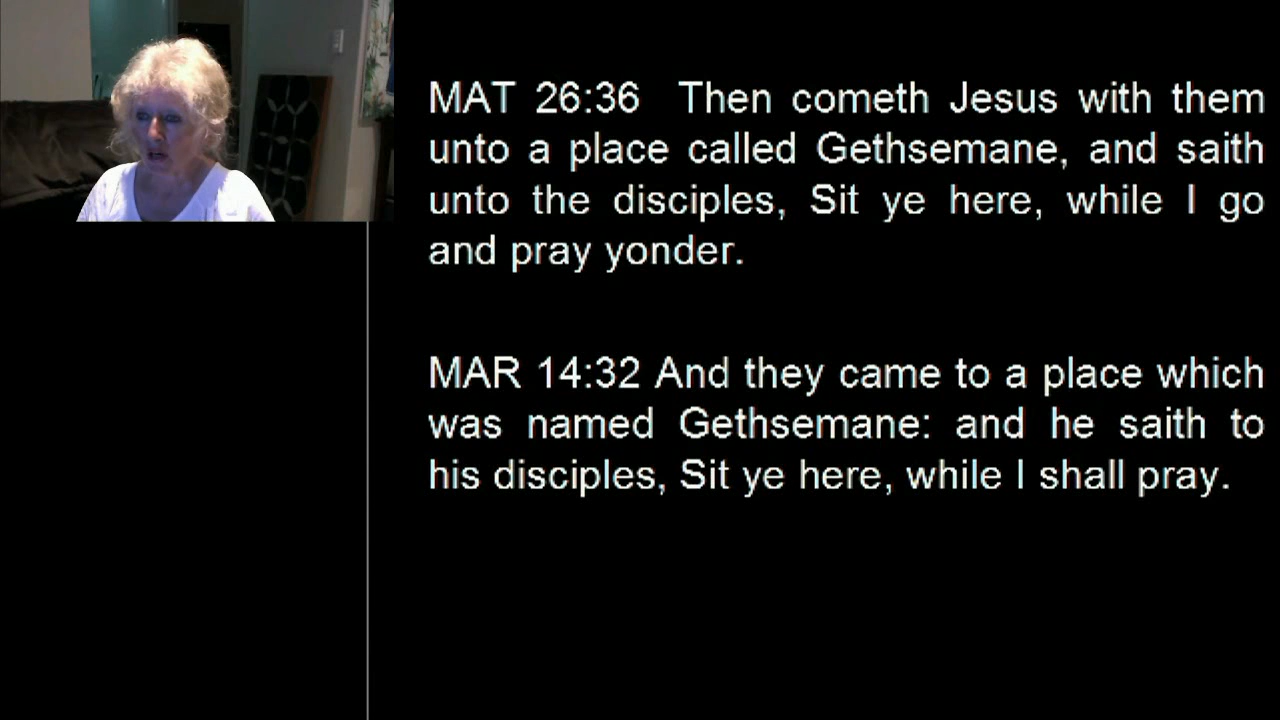 MAT 26:36 Then cometh Jesus with them
unto a place called Gethsemane, and saith
unto the disciples, Sit ye here, while I go
and pray yonder.
MAR 14:32 And they came to a place which
was named Gethsemane: and he saith to
his disciples, Sit ye here, while I shall pray.